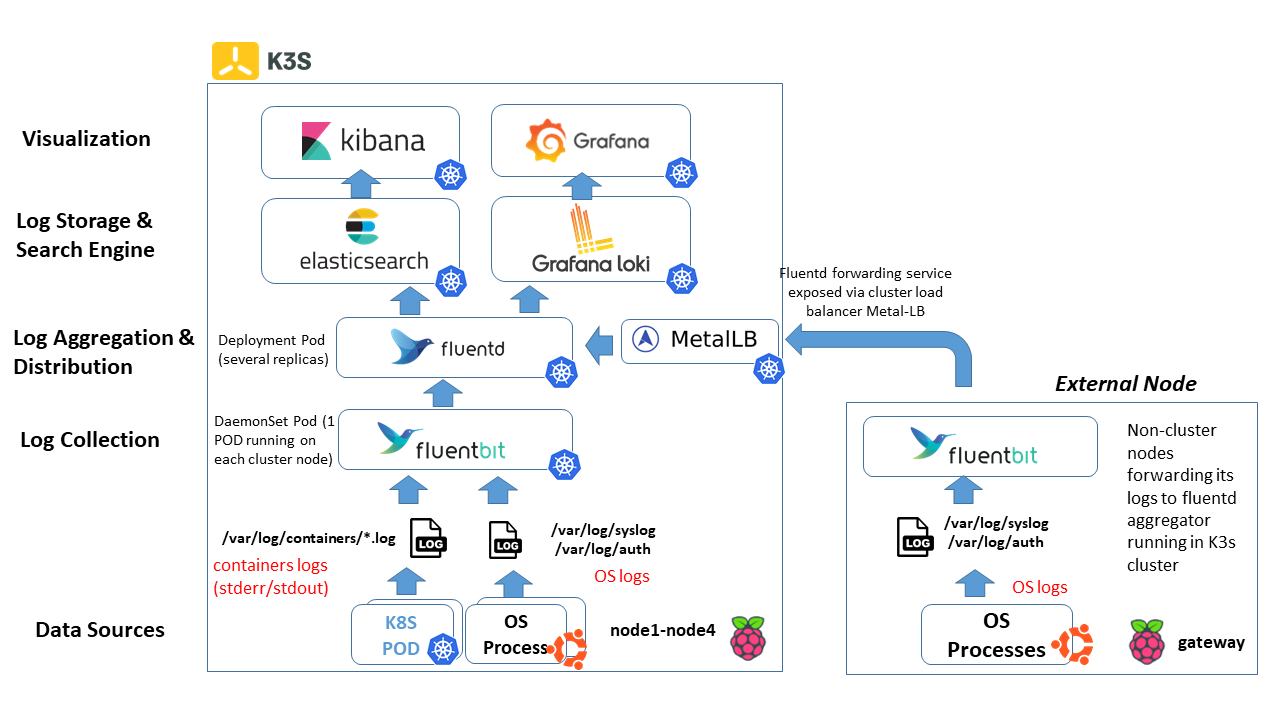 K3S
Visualization
kibana
Grafana
Log Storage &
Search Engine
elasticsearch
Grafana loki
Fluentd forwarding service
exposed via cluster load
balancer Metal-LB
Log Aggregation &
Distribution
Deployment Pod
(several replicas)
fluentd
MetalLB
External Node
Log Collection
DaemonSet Pod (1
POD running on
each cluster node)
fluentbit
fluentbit
Non-cluster
nodes
forwarding its
logs to fluentd
aggregator
running in K3s
cluster
/var/log/containers/*.log
LOG
containers logs
(stderr/stdout)
LOG
/var/log/syslog
/var/log/auth
OS logs
LOG
/var/log/syslog
/var/log/auth
OS logs
Data Sources
K8S
POD
OS
Process
node1-node4
OS
Processes
gateway